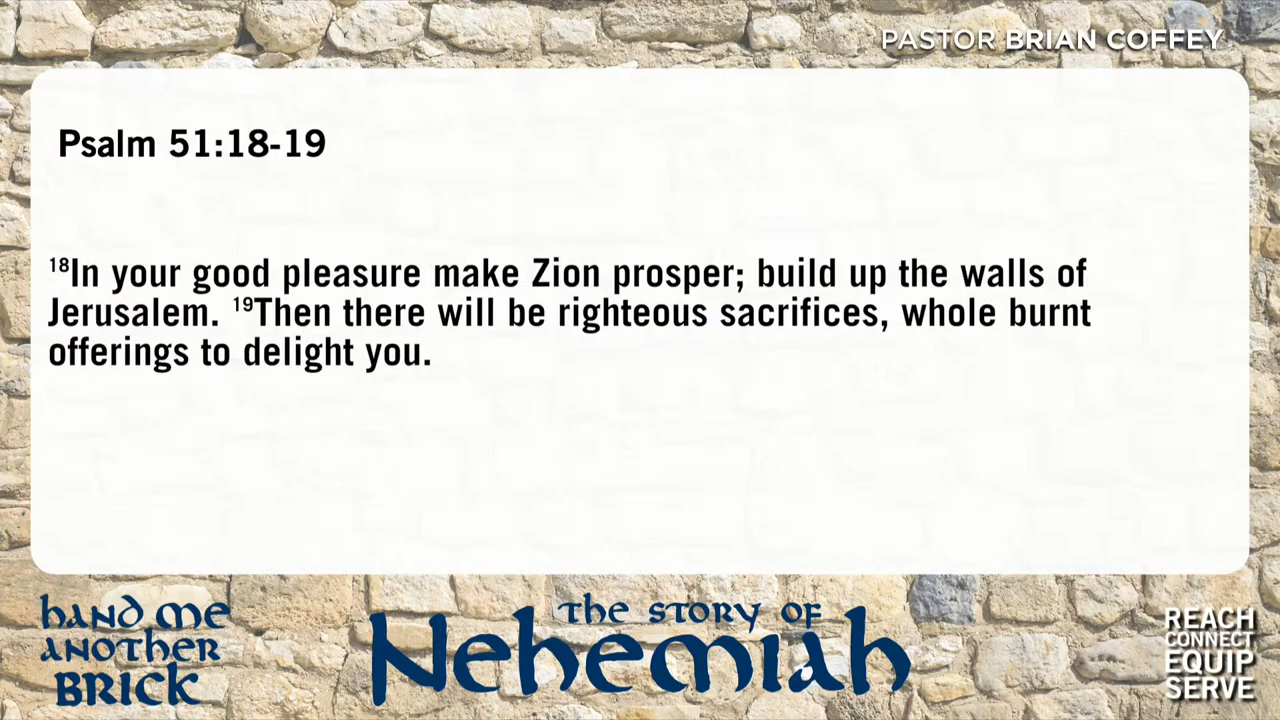 PASTOR BRIAN COFFEY
Psalm 51:18-19
¹⁸In your good pleasure make Zion prosper; build up the walls of
Jerusalem. ¹⁹Then there will be righteous sacrifices, whole burnt
offerings to delight you.
hand me
another
brick
the story of
Nehemiah
REACH
CONNECT
EQUIP
SERVE